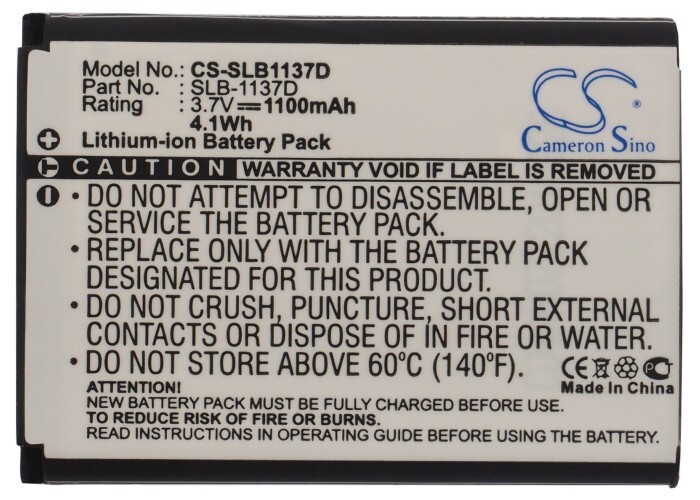 Model No.: CS-SLB1137D
Part No. : SLB-1137D
Rating : 3.7V⎓1100mAh
4.1Wh
Lithium-ion Battery Pack
CS
®
Cameron Sino
CAUTION WARRANTY VOID IF LABEL IS REMOVED
• DO NOT ATTEMPT TO DISASSEMBLE, OPEN OR
SERVICE THE BATTERY PACK.
• REPLACE ONLY WITH THE BATTERY PACK
DESIGNATED FOR THIS PRODUCT.
• DO NOT CRUSH, PUNCTURE, SHORT EXTERNAL
CONTACTS OR DISPOSE OF IN FIRE OR WATER.
• DO NOT STORE ABOVE 60°C (140°F).
CE
Made In China
ATTENTION!
NEW BATTERY PACK MUST BE FULLY CHARGED BEFORE USE.
TO REDUCE RISK OF FIRE OR BURNS.
READ INSTRUCTIONS IN OPERATING GUIDE BEFORE USING THE BATTERY.